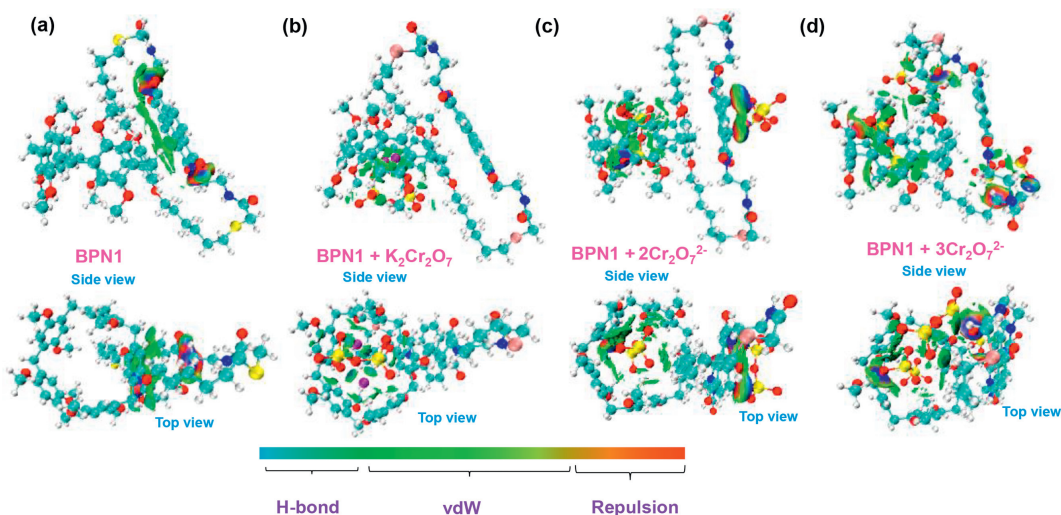 (a)
(b)
(c)
(d)
BPN1
BPN1 + K₂Cr₂O₇
BPN1 + 2Cr₂O₇²⁻
BPN1 + 3Cr₂O₇²⁻
Side view
Side view
Side view
Side view
Top view
Top view
Top view
Top view
H-bond
vdW
Repulsion